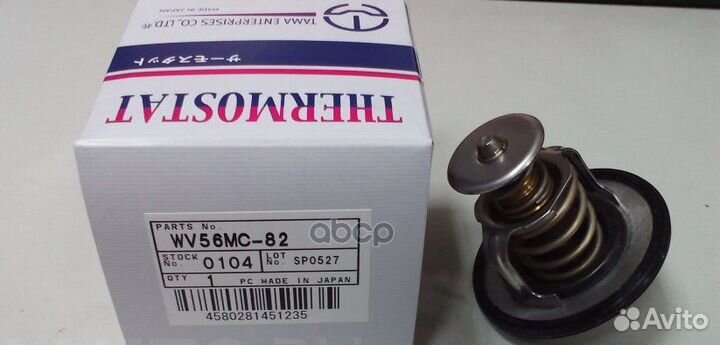 TAMA ENTERPRISES CO., LTD.®
MADE IN JAPAN
サーモスタット
THERMOSTAT
PARTS No.
WV56MC-82
STOCK No. 0104 LOT No. SP0527
QTY 1 PC MADE IN JAPAN
4580281451235
abcp
Avito